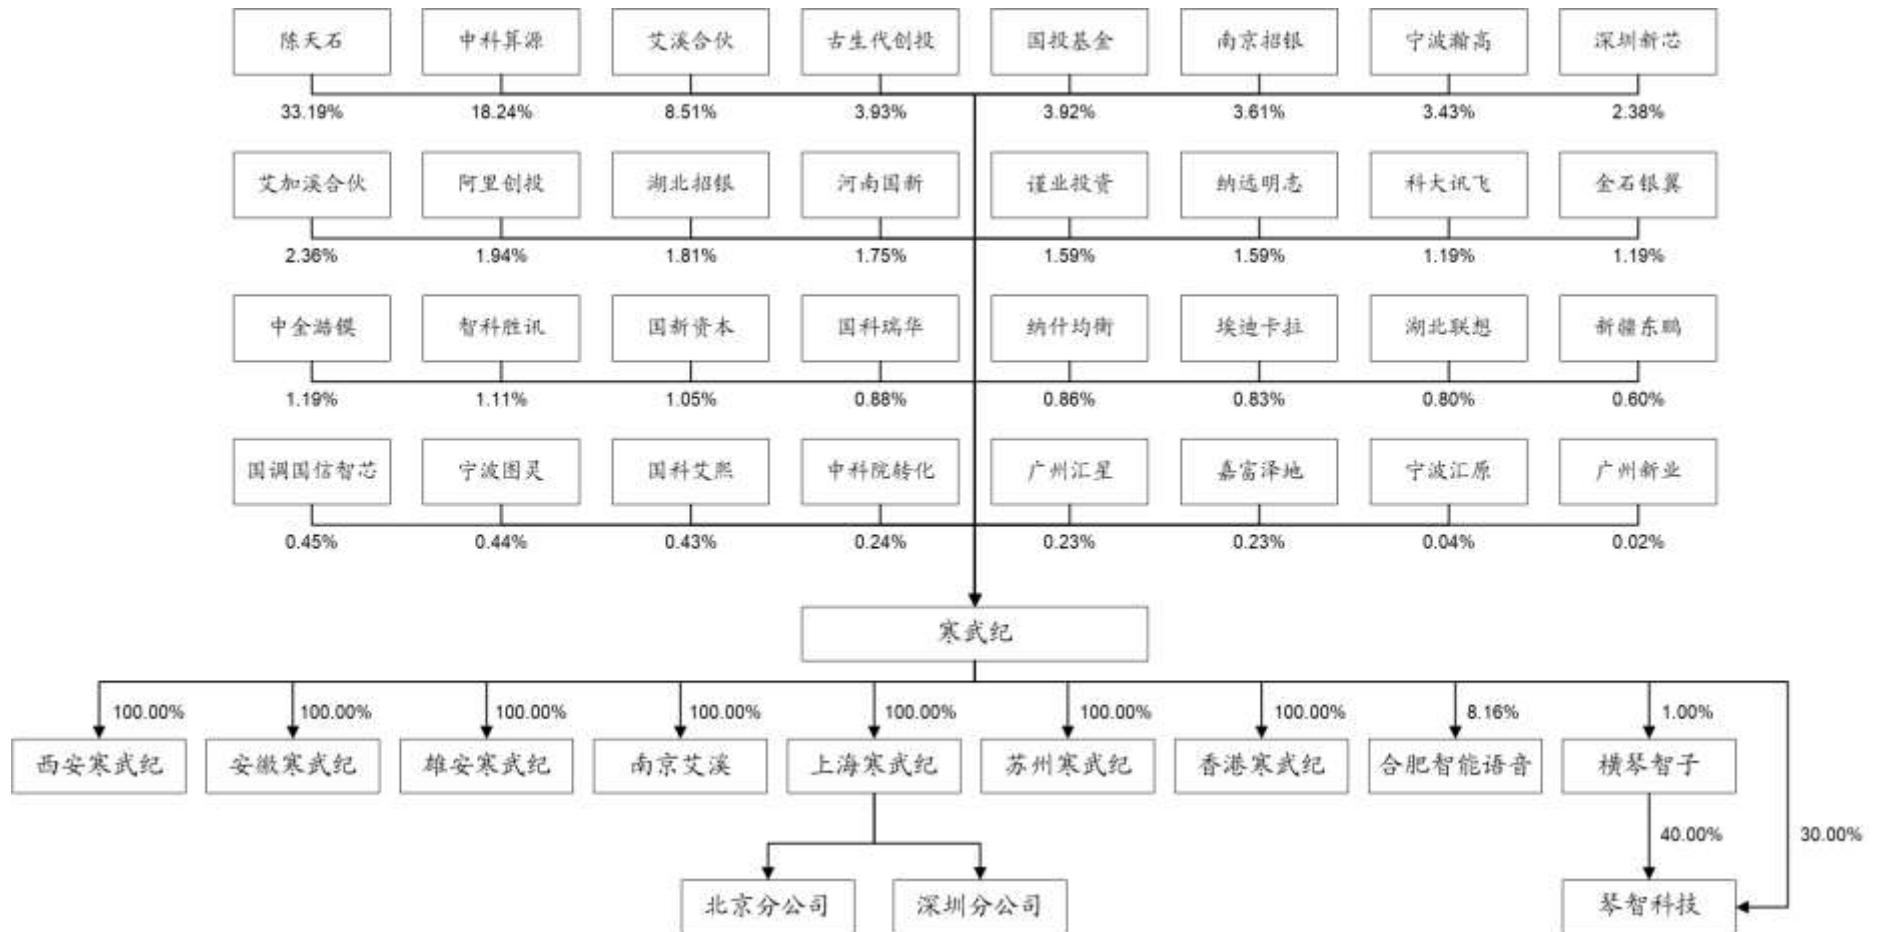 陈天石 中科算源 艾溪合伙 古生代创投 国投基金 南京招银 宁波瀚高 深圳新芯
33.19% 18.24% 8.51% 3.93% 3.92% 3.61% 3.43% 2.38%
艾加溪合伙 阿里创投 湖北招银 河南国新 谨业投资 纳远明志 科大讯飞 金石银翼
2.36% 1.94% 1.81% 1.75% 1.59% 1.59% 1.19% 1.19%
中金澔镆 智科胜讯 国新资本 国科瑞华 纳什均衡 埃迪卡拉 湖北联想 新疆东鹏
1.19% 1.11% 1.05% 0.88% 0.86% 0.83% 0.80% 0.60%
国调国信智芯 宁波图灵 国科艾熙 中科院转化 广州汇星 嘉富泽地 宁波汇原 广州新业
0.45% 0.44% 0.43% 0.24% 0.23% 0.23% 0.04% 0.02%
寒武纪
100.00% 100.00% 100.00% 100.00% 100.00% 100.00% 100.00% 8.16% 1.00%
西安寒武纪 安徽寒武纪 雄安寒武纪 南京艾溪 上海寒武纪 苏州寒武纪 香港寒武纪 合肥智能语音 横琴智子
40.00% 30.00%
北京分公司 深圳分公司 琴智科技